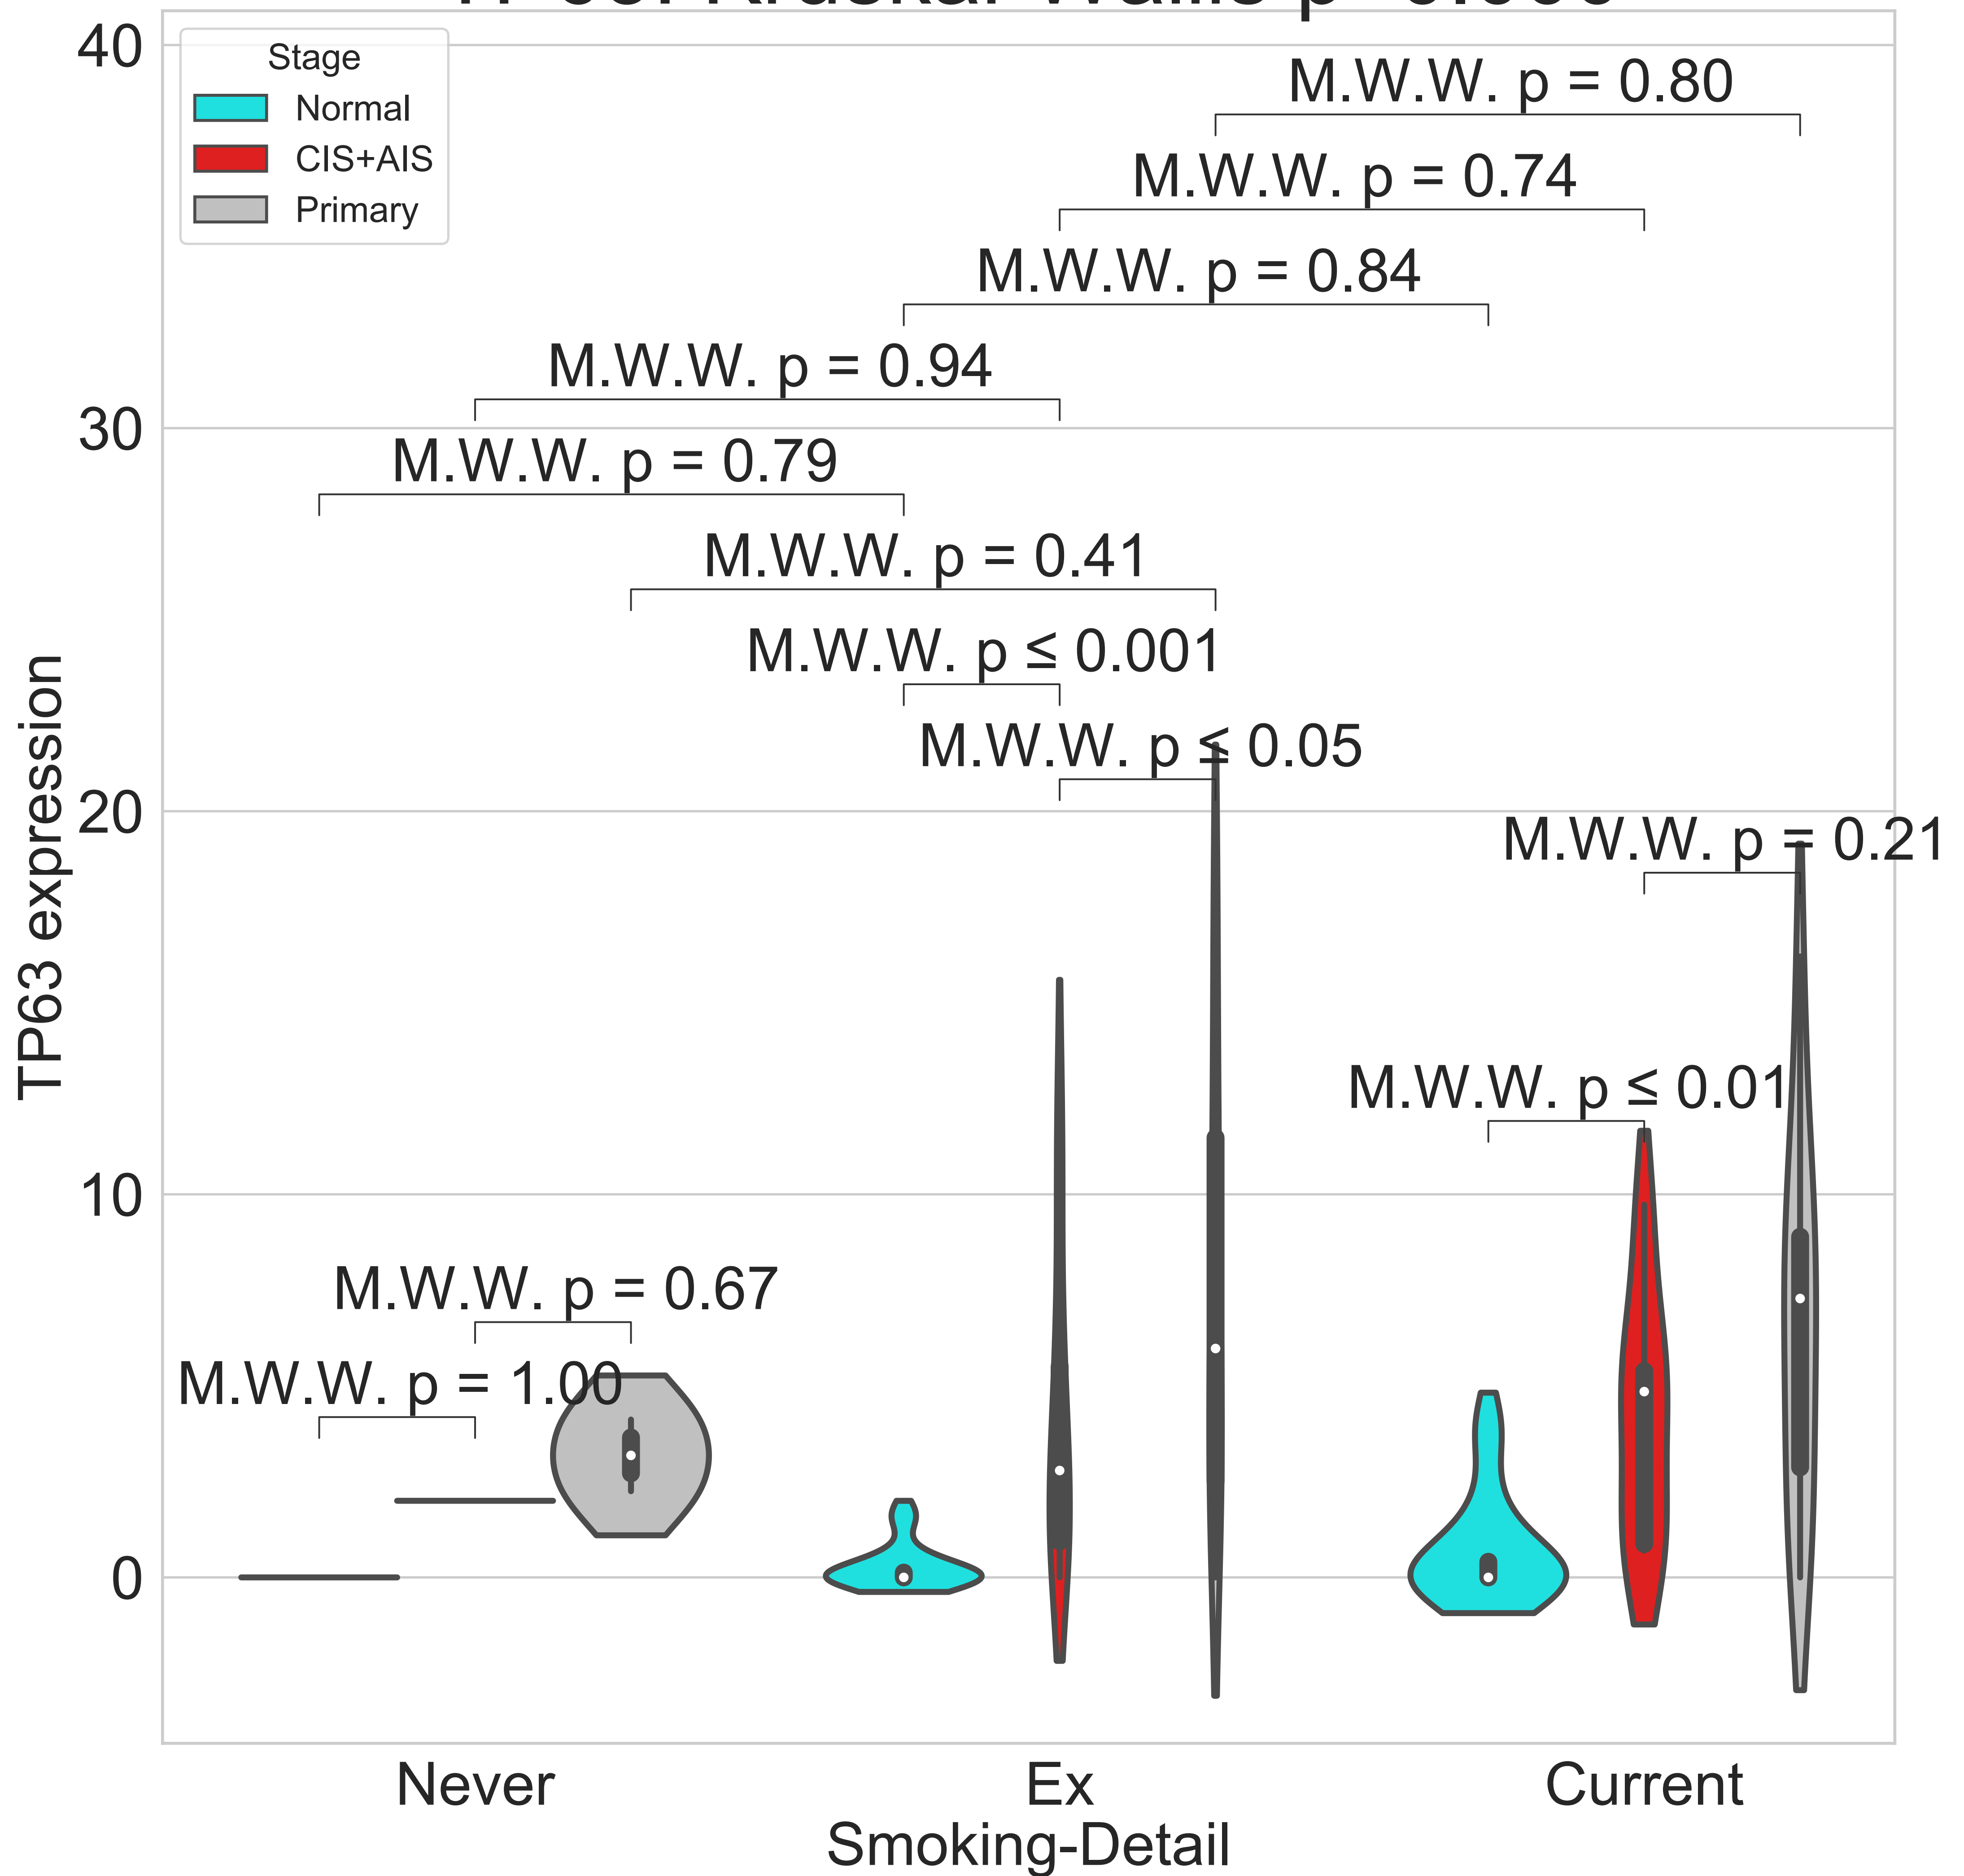 40
30
20
10
0
TP63 expression
Stage
Normal
CIS+AIS
Primary
M.W.W. p = 0.80
M.W.W. p = 0.74
M.W.W. p = 0.84
M.W.W. p = 0.94
M.W.W. p = 0.79
M.W.W. p = 0.41
M.W.W. p ≤ 0.001
M.W.W. p ≤ 0.05
M.W.W. p = 0.21
M.W.W. p ≤ 0.01
M.W.W. p = 0.67
M.W.W. p = 1.00
Never
Ex
Current
Smoking-Detail